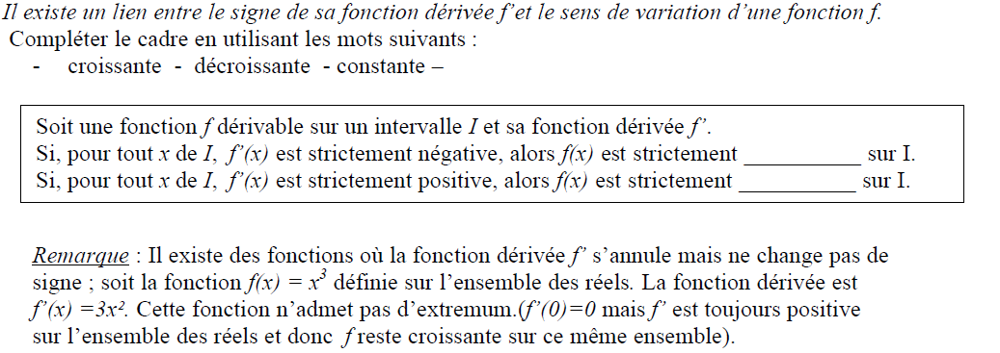 Il existe un lien entre le signe de sa fonction dérivée f’et le sens de variation d’une fonction f.
Compléter le cadre en utilisant les mots suivants :
- croissante - décroissante - constante –
Soit une fonction f dérivable sur un intervalle I et sa fonction dérivée f’.
Si, pour tout x de I, f’(x) est strictement négative, alors f(x) est strictement ___________ sur I.
Si, pour tout x de I, f’(x) est strictement positive, alors f(x) est strictement ___________ sur I.
Remarque : Il existe des fonctions où la fonction dérivée f’ s’annule mais ne change pas de
signe ; soit la fonction f(x) = x³ définie sur l’ensemble des réels. La fonction dérivée est
f’(x) =3x². Cette fonction n’admet pas d’extremum.(f’(0)=0 mais f’ est toujours positive
sur l’ensemble des réels et donc f reste croissante sur ce même ensemble).